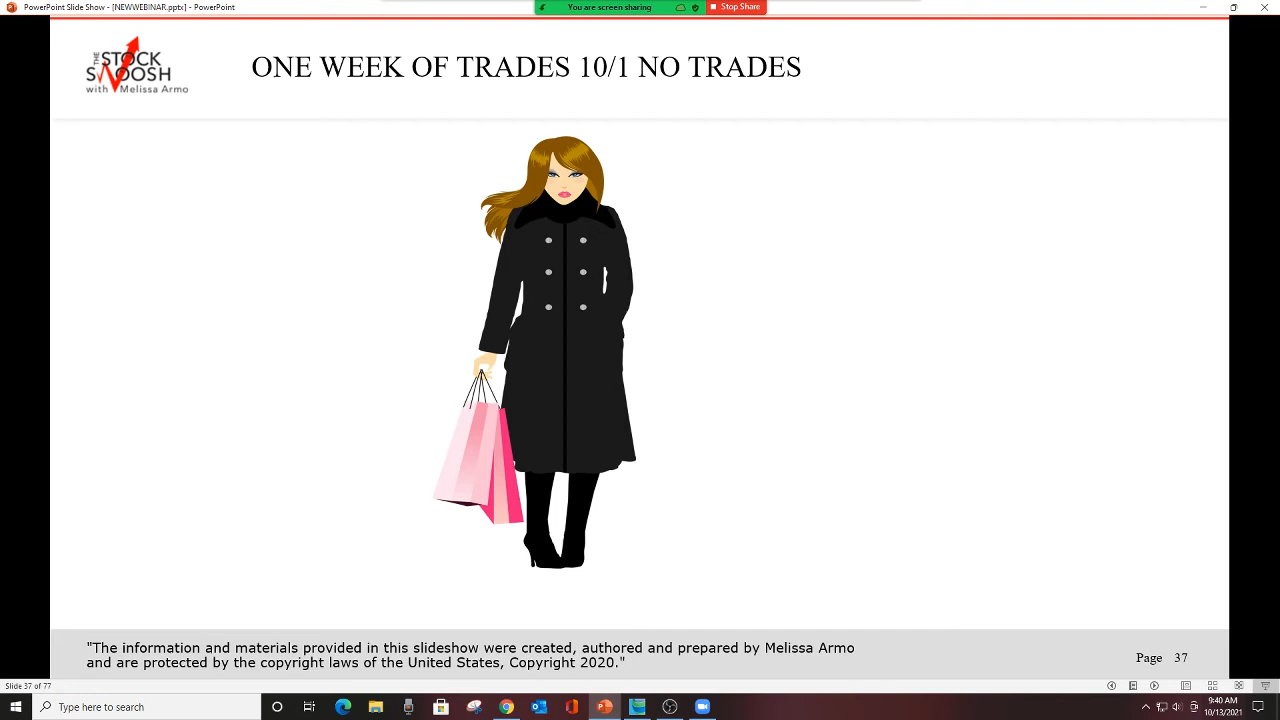 PowerPoint Slide Show - [NEWWEBINAR.pptx] - PowerPoint
You are screen sharing
Stop Share
THE STOCK
SWOOSH
with Melissa Armo
ONE WEEK OF TRADES 10/1 NO TRADES
"The information and materials provided in this slideshow were created, authored and prepared by Melissa Armo
and are protected by the copyright laws of the United States, Copyright 2020."
Page 37
Slide 37 of 77
Type here to search
9:40 AM
10/13/2021